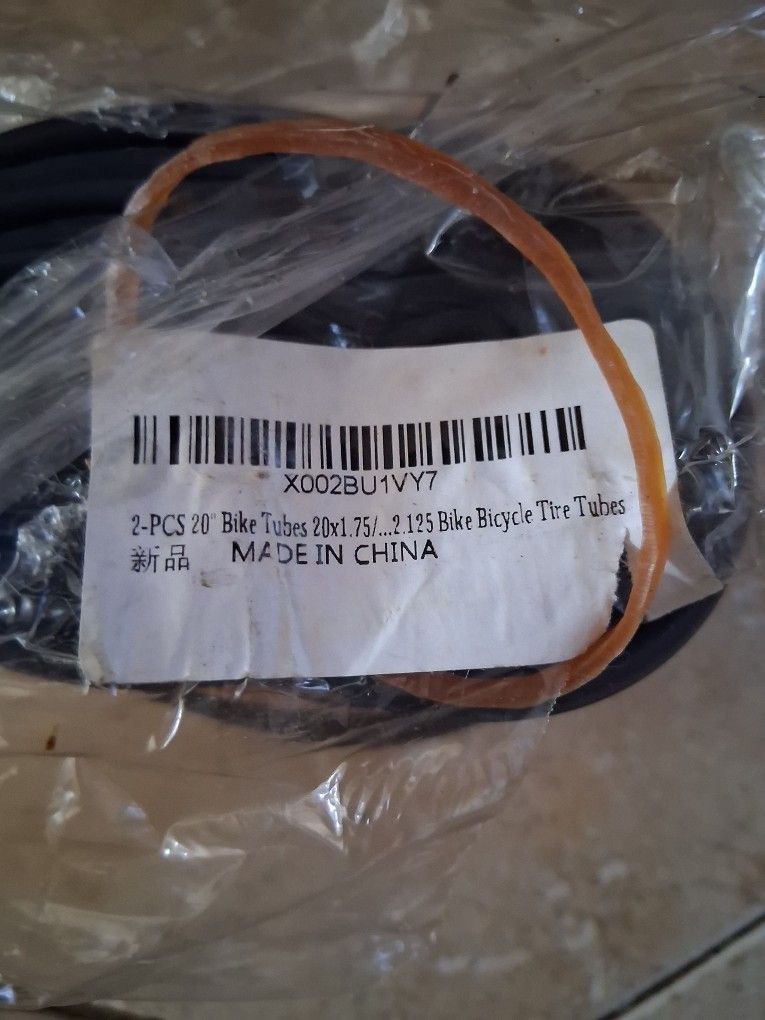 X002BU1VY7
2-PCS 20" Bike Tubes 20x1.75/...2.125 Bike Bicycle Tire Tubes
新品 MADE IN CHINA